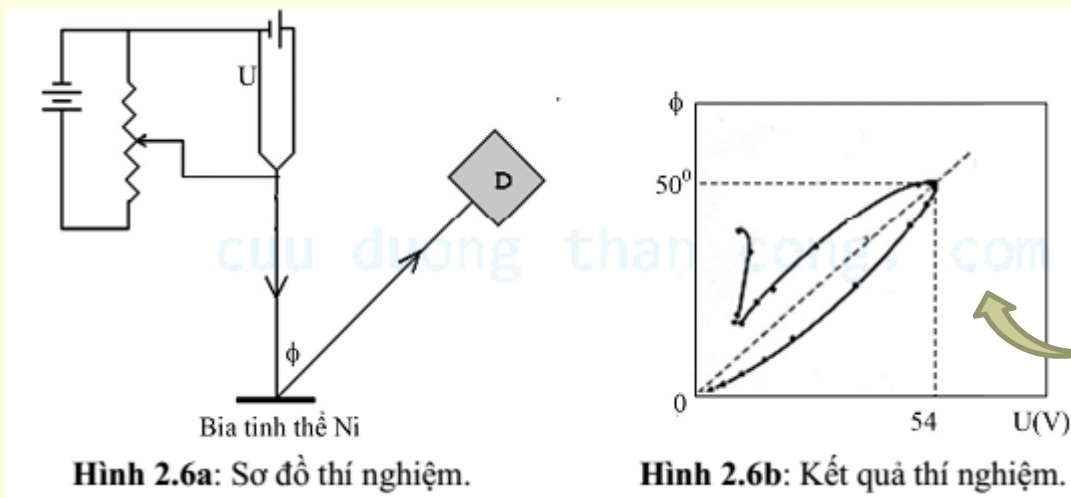 U
D
ϕ
Bia tinh thể Ni
Hình 2.6a: Sơ đồ thí nghiệm.
ϕ
50⁰
0
54
U(V)
Hình 2.6b: Kết quả thí nghiệm.
cuu duong than cong. com